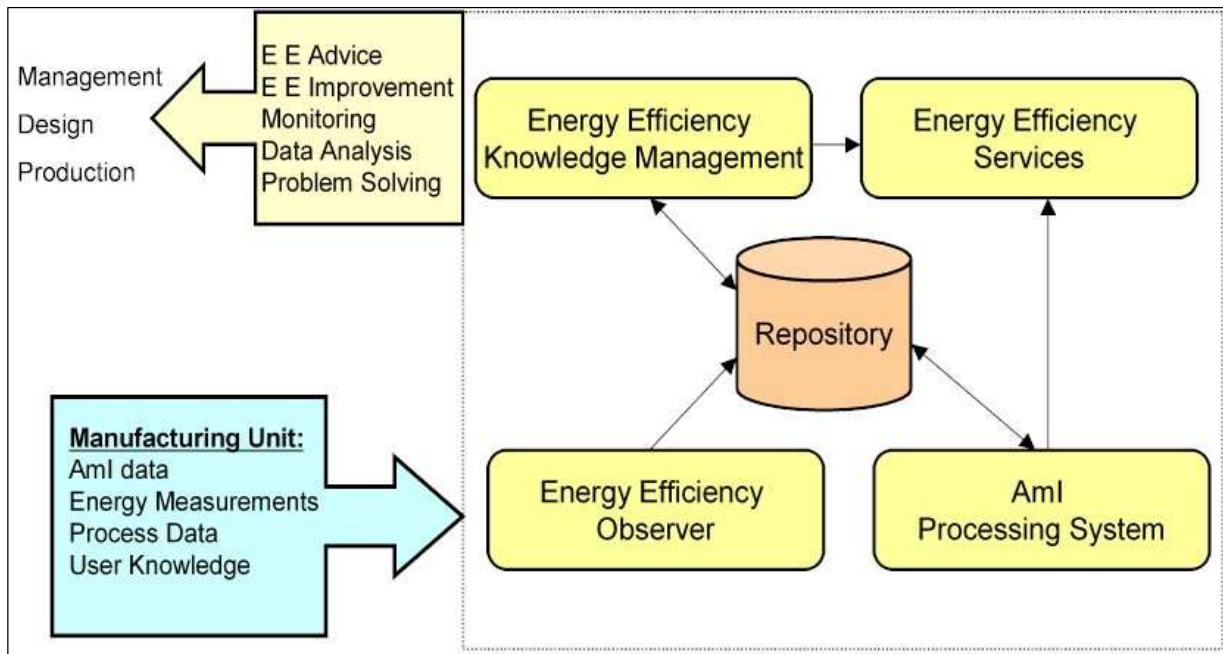 Management
Design
Production
E E Advice
E E Improvement
Monitoring
Data Analysis
Problem Solving
Energy Efficiency
Knowledge Management
Energy Efficiency
Services
Repository
Manufacturing Unit:
AmI data
Energy Measurements
Process Data
User Knowledge
Energy Efficiency
Observer
AmI
Processing System